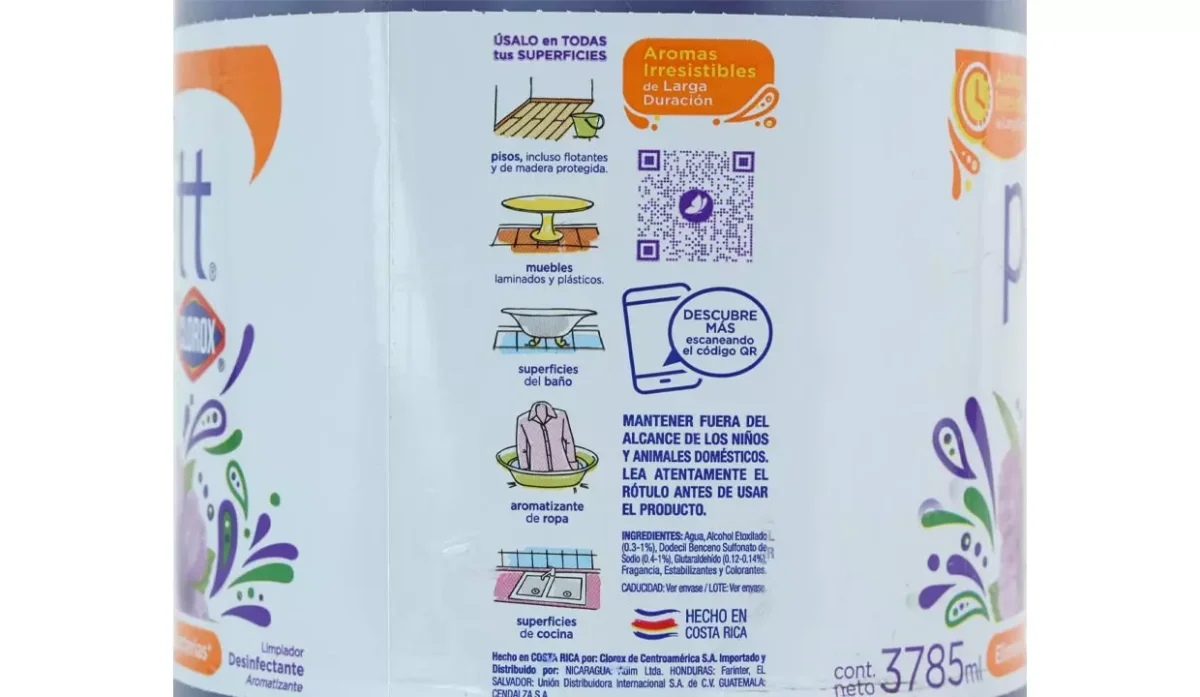 tt®
CLOROX®
Limpiador
Desinfectante
Aromatizante
ÚSALO en TODAS
tus SUPERFICIES
pisos, incluso flotantes
y de madera protegida.
muebles
laminados y plásticos.
superficies
del baño
aromatizante
de ropa
superficies
de cocina
Aromas
Irresistibles
de Larga
Duración
DESCUBRE
MÁS
escaneando
el código QR
MANTENER FUERA DEL
ALCANCE DE LOS NIÑOS
Y ANIMALES DOMÉSTICOS.
LEA ATENTAMENTE EL
RÓTULO ANTES DE USAR
EL PRODUCTO.
INGREDIENTES: Agua, Alcohol Etoxilado
(0.3-1%), Dodecil Benceno Sulfonato de
Sodio (0.4-1%), Glutaraldehído (0.12-0.14%),
Fragancia, Estabilizantes y Colorantes.
CADUCIDAD: Ver envase / LOTE: Ver envase.
HECHO EN
COSTA RICA
Hecho en COSTA RICA por: Clorox de Centroamérica S.A. Importado y
Distribuido por: NICARAGUA: Ltda. HONDURAS: Farinter, EL
SALVADOR: Unión Distribuidora Internacional S.A. de C.V. GUATEMALA:
CENDALZA S.A.
p
cont.
neto 3785ml